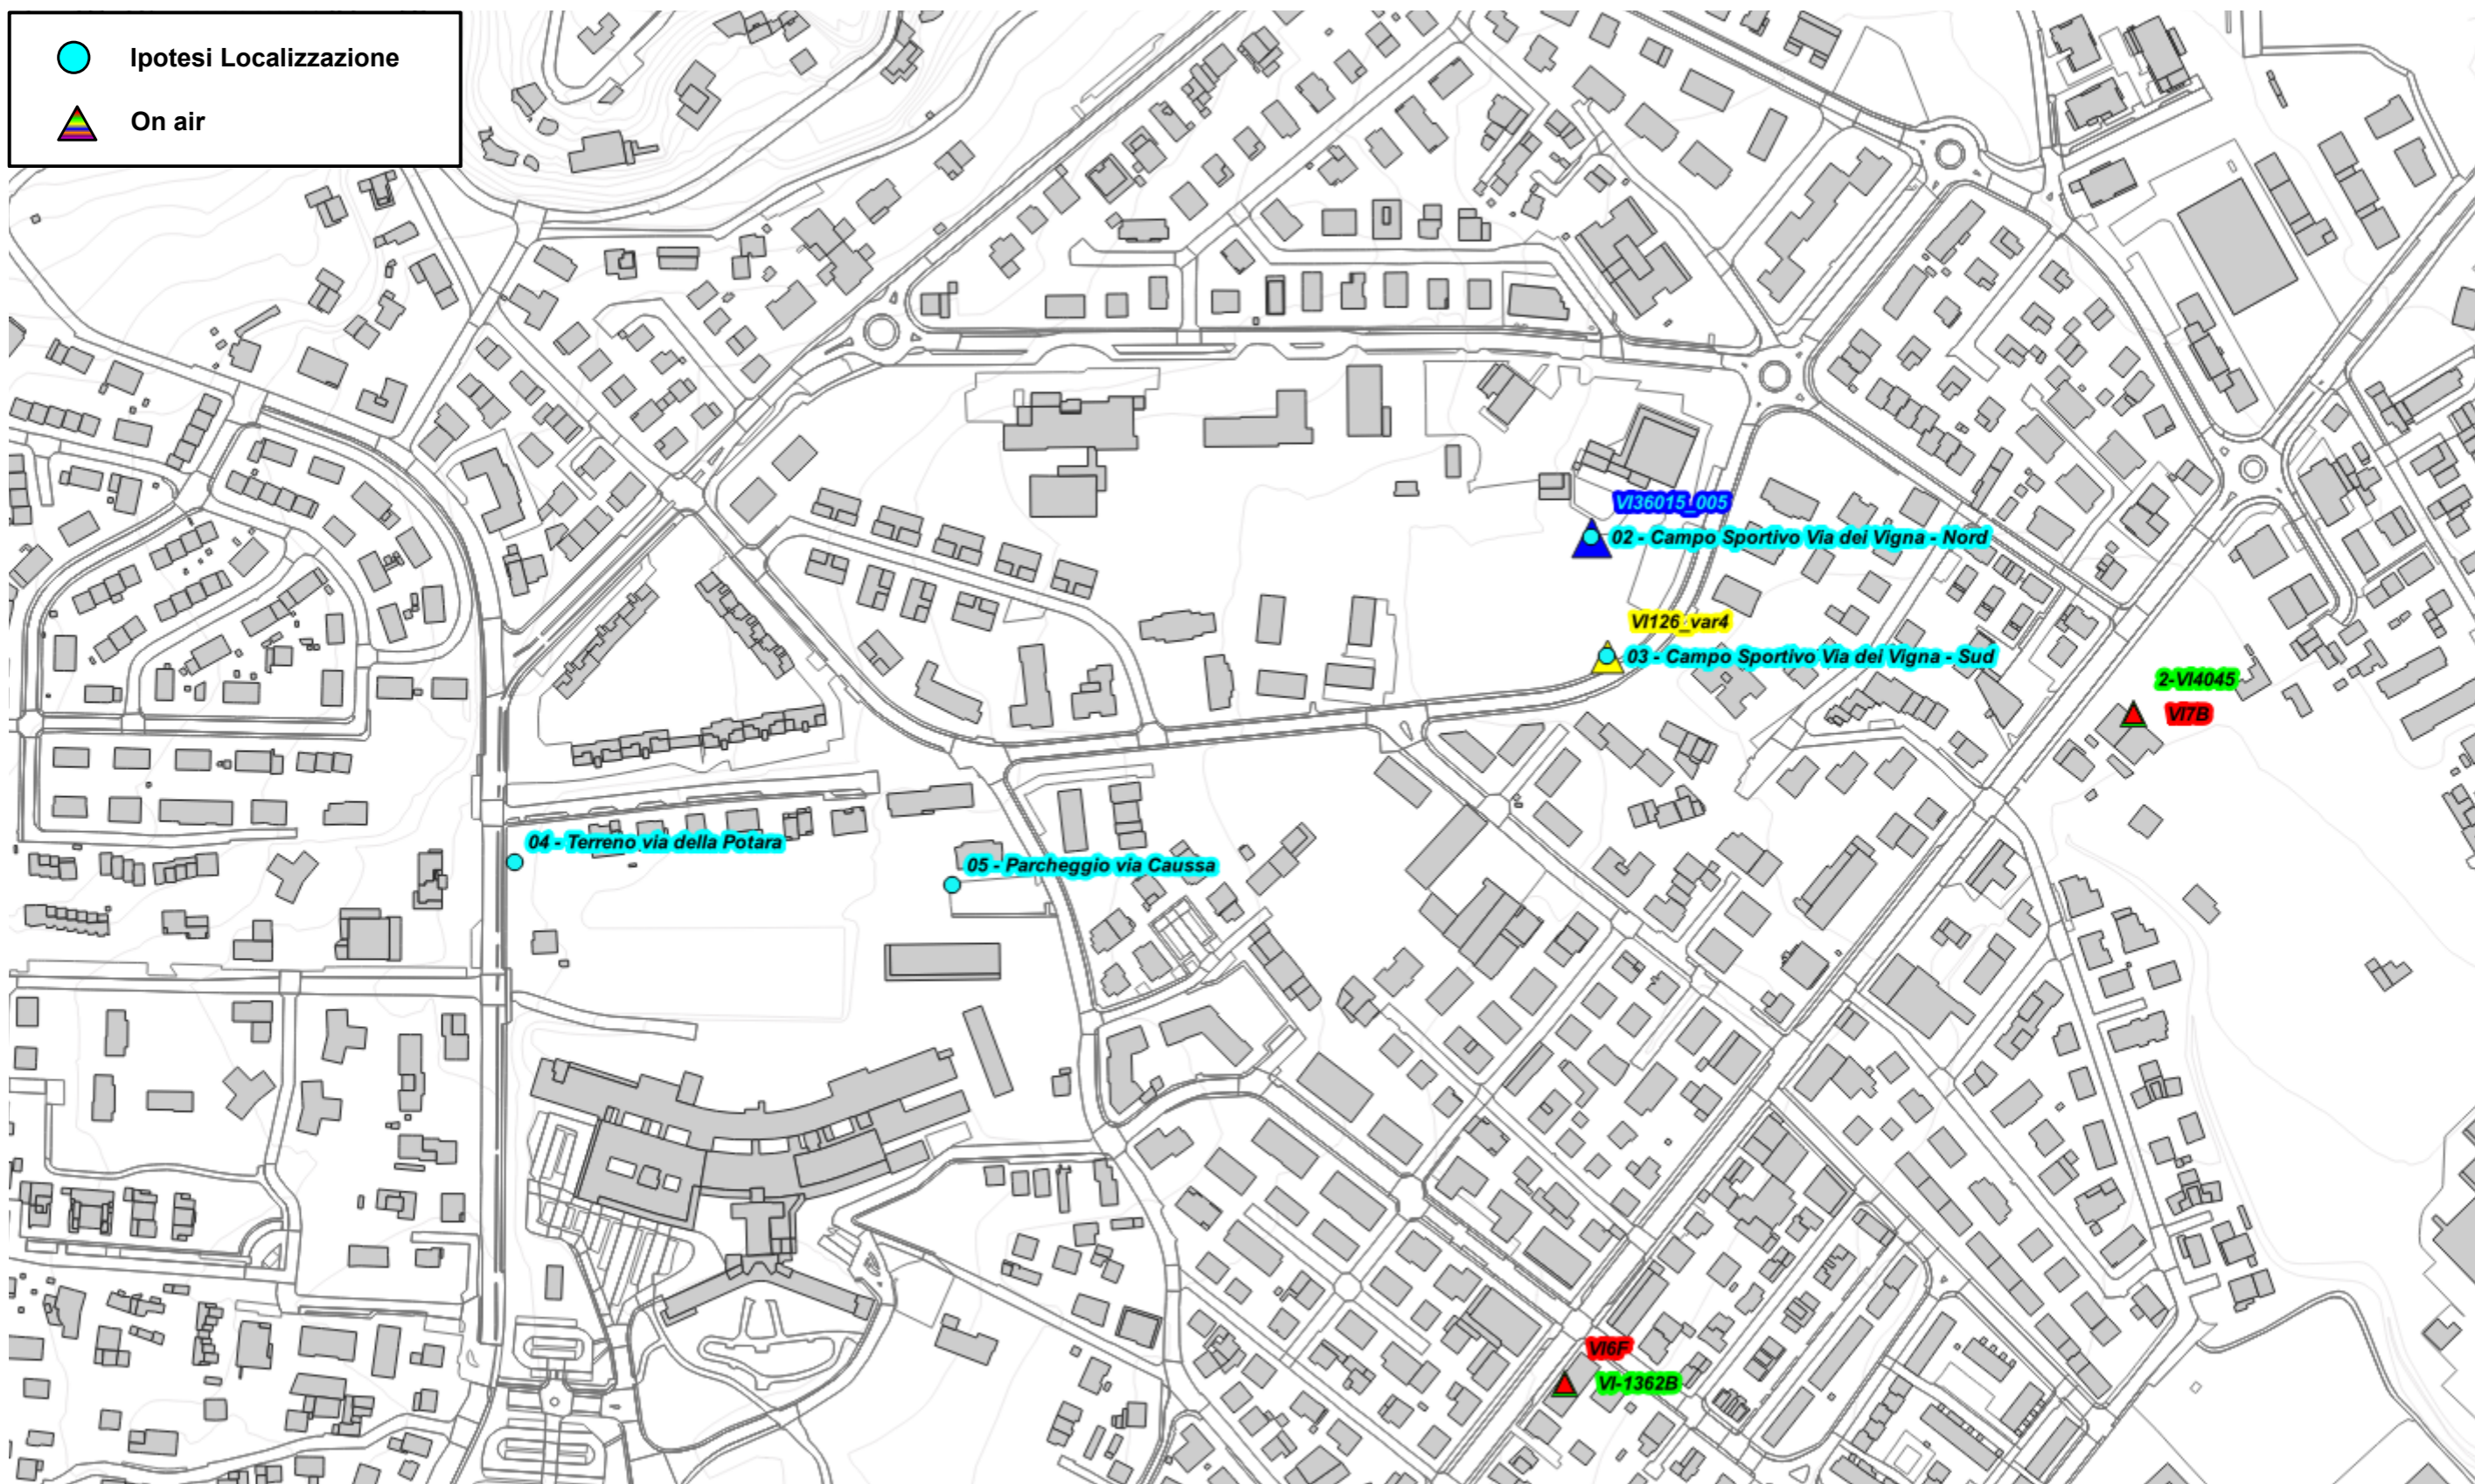 Ipotesi Localizzazione
On air
VI36015_005
02 - Campo Sportivo Via dei Vigna - Nord
VI126_var4
03 - Campo Sportivo Via dei Vigna - Sud
2-VI4045
VI7B
04 - Terreno via della Potara
05 - Parcheggio via Caussa
VI6F
VI-1362B